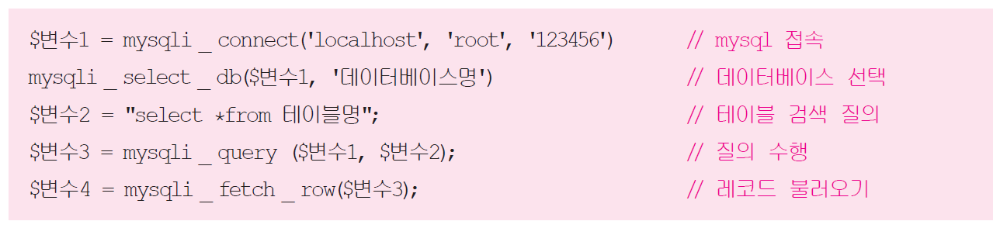 $변수1 = mysqli _ connect('localhost', 'root', '123456') // mysql 접속
mysqli _ select _ db($변수1, '데이터베이스명') // 데이터베이스 선택
$변수2 = "select *from 테이블명"; // 테이블 검색 질의
$변수3 = mysqli _ query ($변수1, $변수2); // 질의 수행
$변수4 = mysqli _ fetch _ row($변수3); // 레코드 불러오기